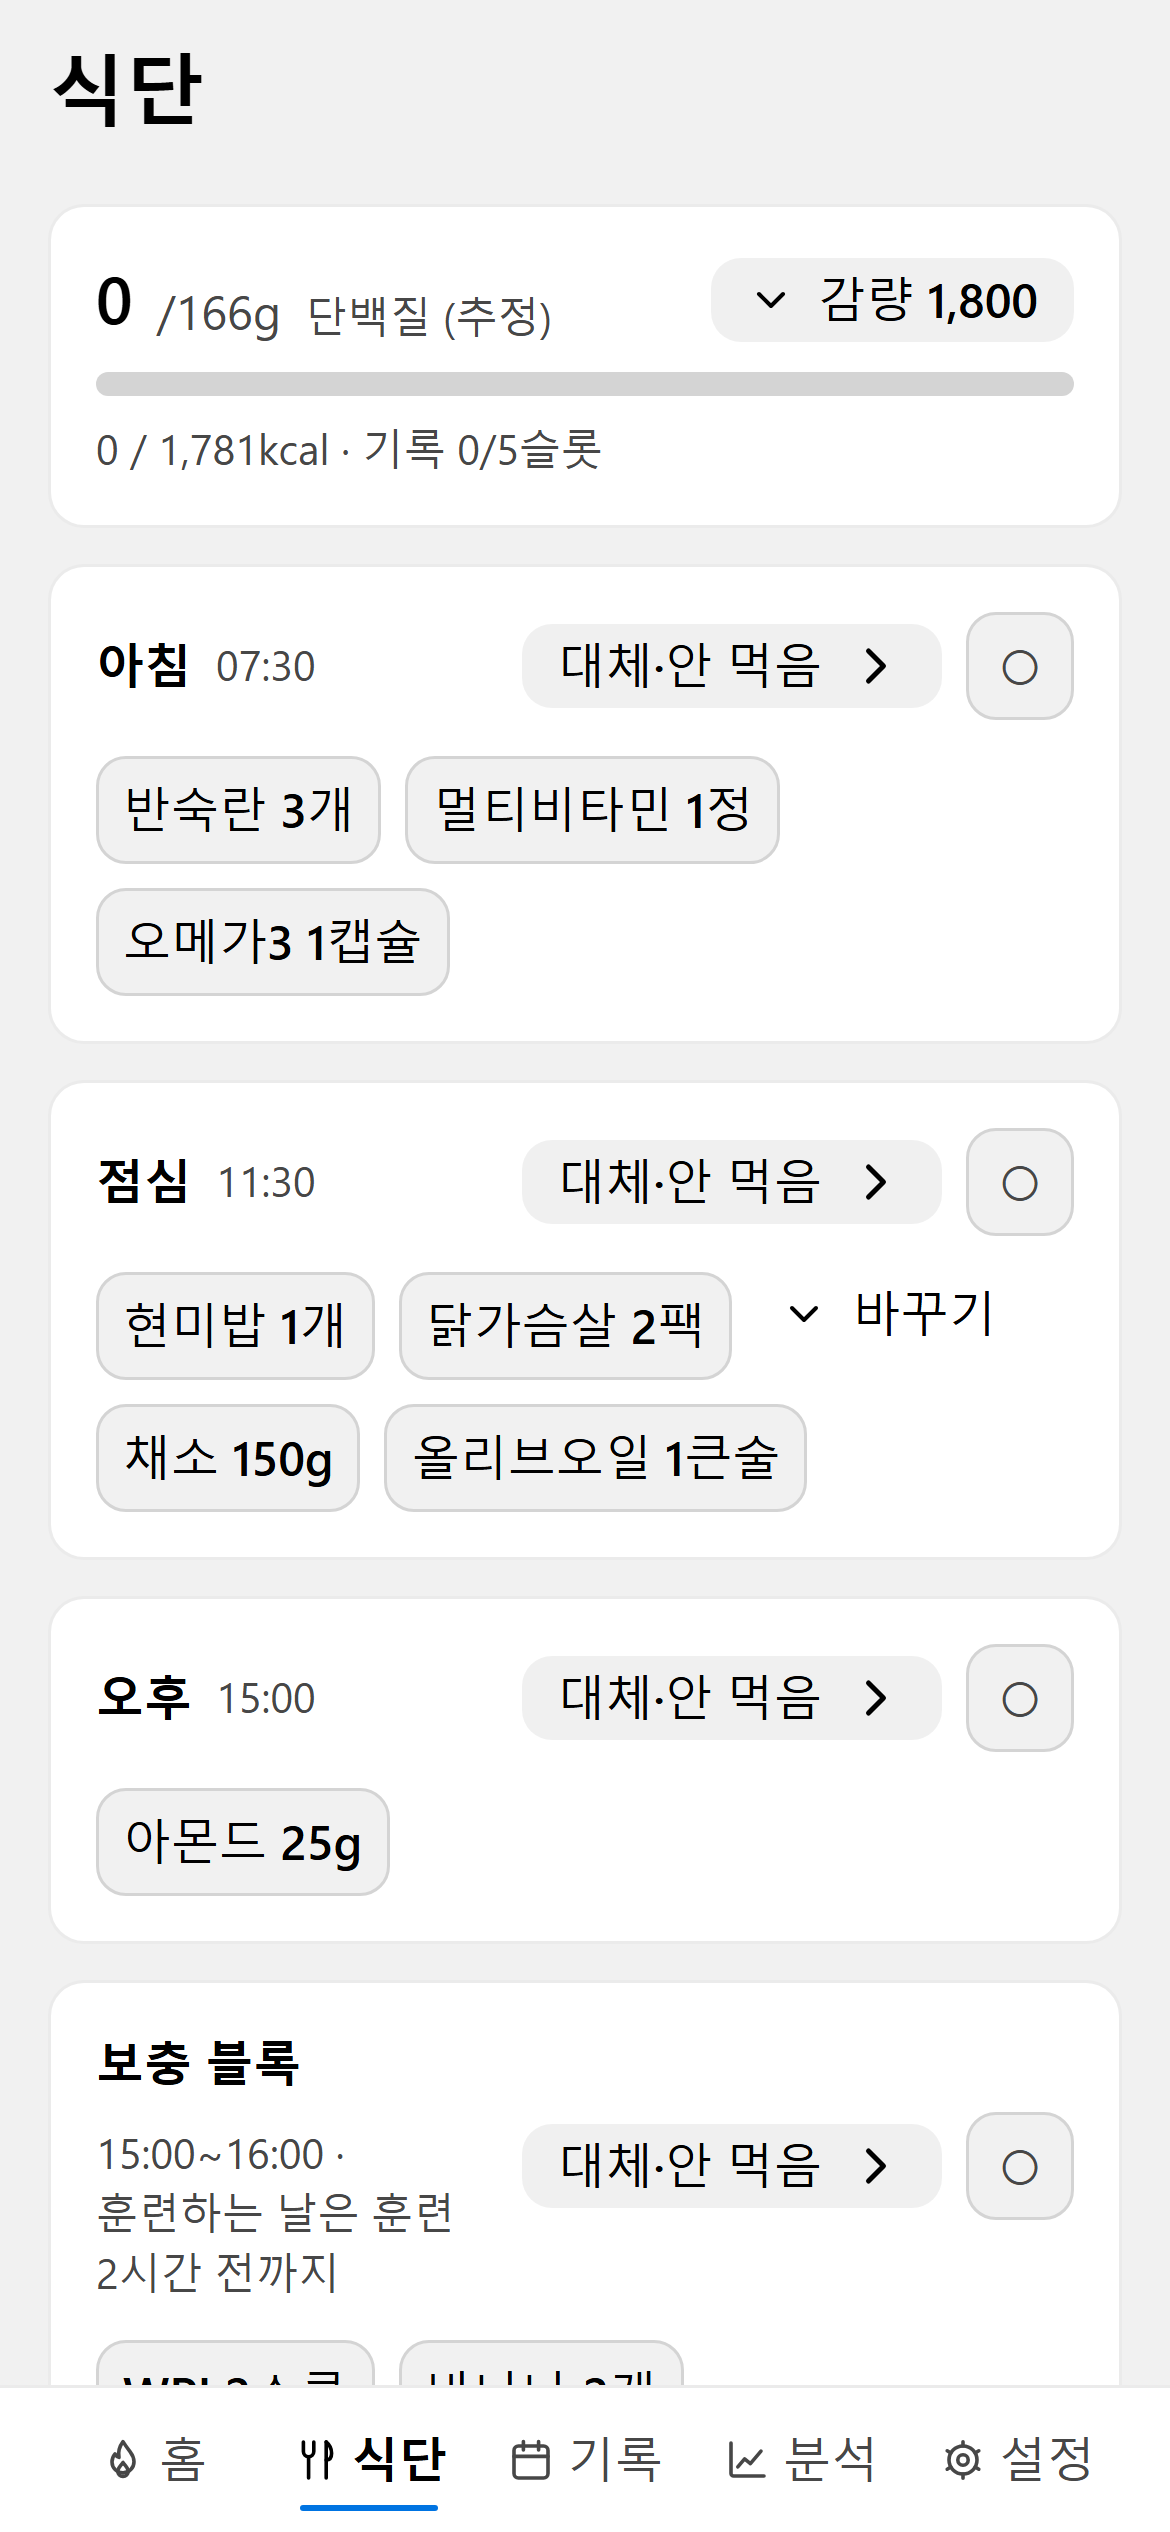 식단
0 /166g 단백질 (추정) 감량 1,800
0 / 1,781kcal · 기록 0/5슬롯
아침 07:30 대체·안 먹음
반숙란 3개 멀티비타민 1정
오메가3 1캡슐
점심 11:30 대체·안 먹음
현미밥 1개 닭가슴살 2팩 바꾸기
채소 150g 올리브오일 1큰술
오후 15:00 대체·안 먹음
아몬드 25g
보충 블록
15:00~16:00 · 대체·안 먹음
훈련하는 날은 훈련
2시간 전까지
홈 식단 기록 분석 설정